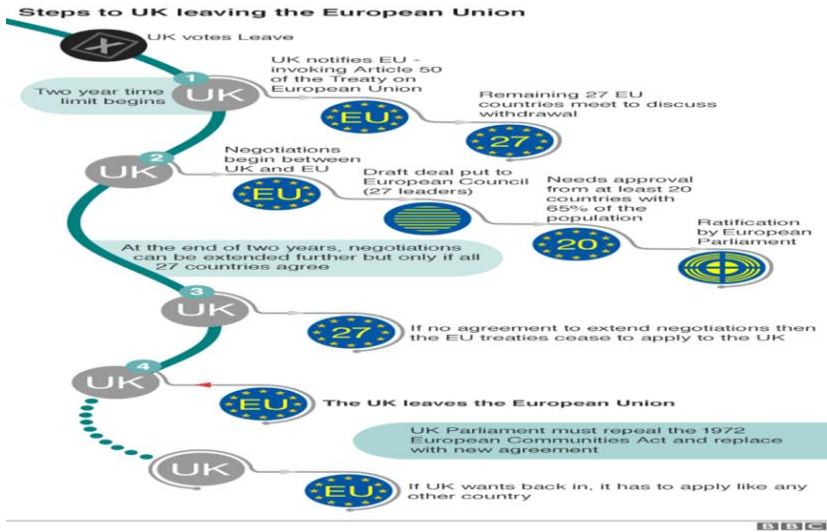 Steps to UK leaving the European Union
UK votes Leave
1
UK
Two year time
limit begins
UK notifies EU -
invoking Article 50
of the Treaty on
European Union
EU
Remaining 27 EU
countries meet to discuss
withdrawal
27
2
UK
Negotiations
begin between
UK and EU
EU
Draft deal put to
European Council
(27 leaders)
Needs approval
from at least 20
countries with
65% of the
population
20
Ratification
by European
Parliament
At the end of two years, negotiations
can be extended further but only if all
27 countries agree
3
UK
27
If no agreement to extend negotiations then
the EU treaties cease to apply to the UK
4
UK
EU
The UK leaves the European Union
UK Parliament must repeal the 1972
European Communities Act and replace
with new agreement
UK
EU
If UK wants back in, it has to apply like any
other country
BBC